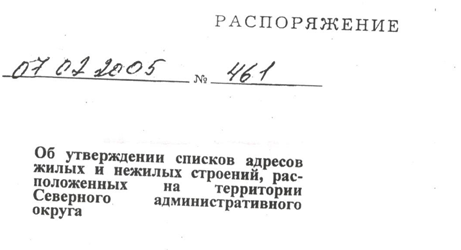 РАСПОРЯЖЕНИЕ
07 02 2005 № 461
Об утверждении списков адресов
жилых и нежилых строений, рас-
положенных на территории
Северного административного
округа